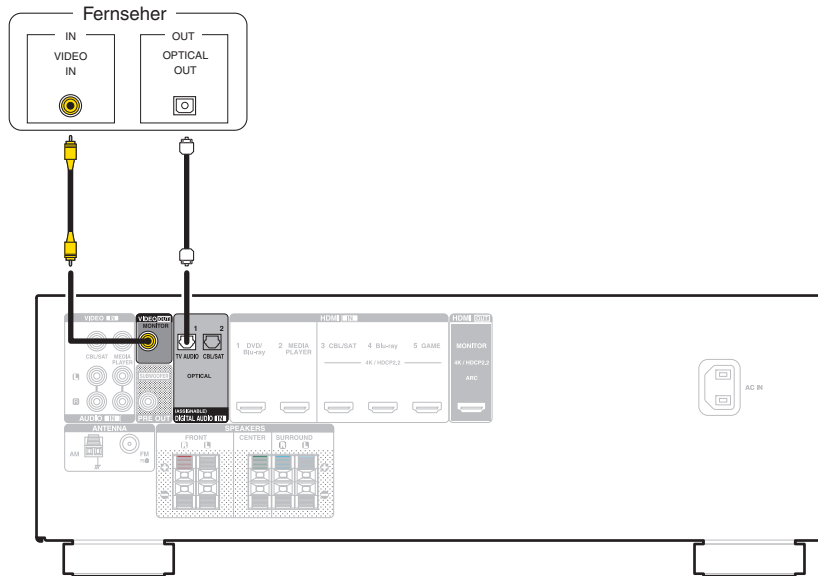 Fernseher
IN
VIDEO
IN
OUT
OPTICAL
OUT
VIDEO IN
CBL/SAT
MEDIA
PLAYER
L
R
AUDIO IN
VIDEO OUT
MONITOR
SUBWOOFER
PRE OUT
1 2
TV AUDIO CBL/SAT
OPTICAL
(ASSIGNABLE)
DIGITAL AUDIO IN
HDMI IN
1 DVD/
Blu-ray
2 MEDIA
PLAYER
3 CBL/SAT
4 Blu-ray
5 GAME
4K / HDCP2.2
HDMI OUT
MONITOR
4K / HDCP2.2
ARC
AC IN
ANTENNA
AM
FM
75Ω
SPEAKERS
FRONT
R L
CENTER
SURROUND
R L